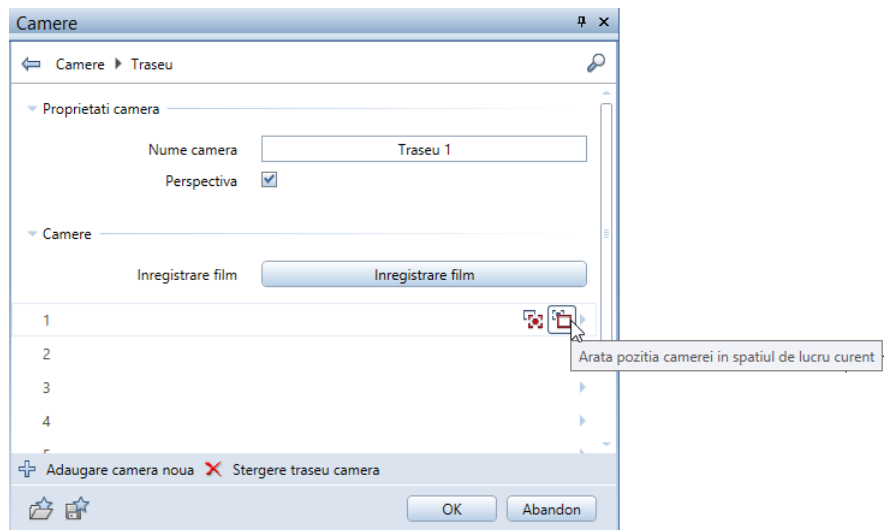 Camere
Camere Traseu
Proprietati camera
Nume camera Traseu 1
Perspectiva
Camere
Inregistrare film Inregistrare film
1
Arata pozitia camerei in spatiul de lucru curent
2
3
4
Adaugare camera noua Stergere traseu camera
OK Abandon